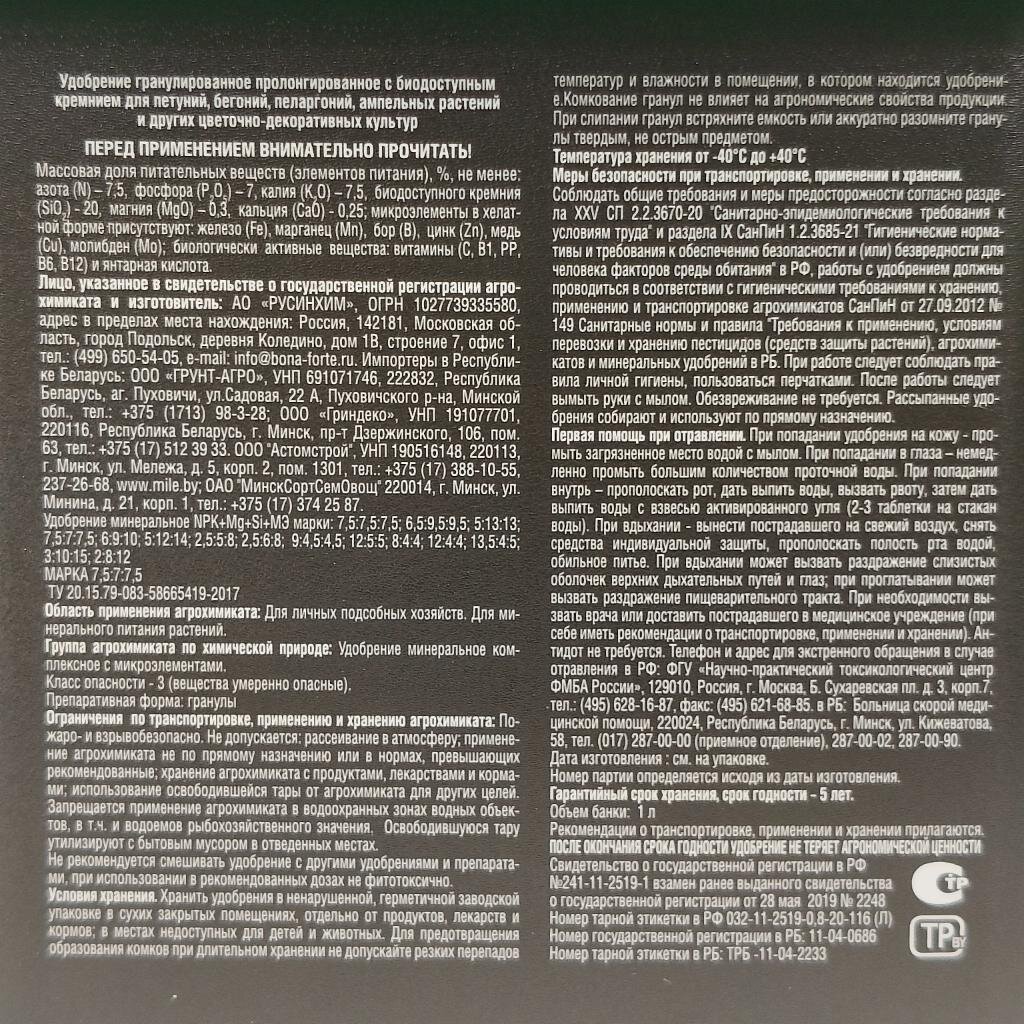 Удобрение гранулированное пролонгированное с биодоступным
кремнием для петуний, бегоний, пеларгоний, ампельных растений
и других цветочно-декоративных культур
ПЕРЕД ПРИМЕНЕНИЕМ ВНИМАТЕЛЬНО ПРОЧИТАТЬ!
Массовая доля питательных веществ (элементов питания), %, не менее:
азота (N) – 7,5, фосфора (P₂O₅) – 7, калия (K₂O) – 7,5, биодоступного кремния
(SiO₂) - 20, магния (MgO) – 0,3, кальция (CaO) - 0,25; микроэлементы в хелат-
ной форме присутствуют: железо (Fe), марганец (Mn), бор (B), цинк (Zn), медь
(Cu), молибден (Mo); биологически активные вещества: витамины (C, B1, PP,
B6, B12) и янтарная кислота.
Лицо, указанное в свидетельстве о государственной регистрации агро-
химиката и изготовитель: АО «РУСИНХИМ», ОГРН 1027739335580,
адрес в пределах места нахождения: Россия, 142181, Московская об-
ласть, город Подольск, деревня Коледино, дом 1В, строение 7, офис 1,
тел.: (499) 650-54-05, e-mail: info@bona-forte.ru. Импортеры в Республи-
ке Беларусь: ООО «ГРУНТ-АГРО», УНП 691071746, 222832, Республика
Беларусь, аг. Пуховичи, ул.Садовая, 22 А, Пуховичского р-на, Минской
обл., тел.: +375 (1713) 98-3-28; ООО «Гриндеко», УНП 191077701,
220116, Республика Беларусь, г. Минск, пр-т Дзержинского, 106, пом.
63, тел.: +375 (17) 512 39 33. ООО "Астомстрой", УНП 190516148, 220113,
г. Минск, ул. Мележа, д. 5, корп. 2, пом. 1301, тел.: +375 (17) 388-10-55,
237-26-68, www.mile.by; ОАО "МинскСортСемОвощ" 220014, г. Минск, ул.
Минина, д. 21, корп. 1, тел.: +375 (17) 374 25 87.
Удобрение минеральное NPK+Mg+Si+МЭ марки: 7,5:7,5:7,5; 6,5:9,5:9,5; 5:13:13;
7,5:7:7,5; 6:9:10; 5:12:14; 2,5:5:8; 2,5:6:8; 9:4,5:4,5; 12:5:5; 8:4:4; 12:4:4; 13,5:4:5;
3:10:15; 2:8:12
МАРКА 7,5:7:7,5
ТУ 20.15.79-083-58665419-2017
Область применения агрохимиката: Для личных подсобных хозяйств. Для ми-
нерального питания растений.
Группа агрохимиката по химической природе: Удобрение минеральное ком-
плексное с микроэлементами.
Класс опасности - 3 (вещества умеренно опасные).
Препаративная форма: гранулы
Ограничения по транспортировке, применению и хранению агрохимиката: По-
жаро- и взрывобезопасно. Не допускается: рассеивание в атмосферу; примене-
ние агрохимиката не по прямому назначению или в нормах, превышающих
рекомендованные; хранение агрохимиката с продуктами, лекарствами и корма-
ми; использование освободившейся тары от агрохимиката для других целей.
Запрещается применение агрохимиката в водоохранных зонах водных объек-
тов, в т.ч. и водоемов рыбохозяйственного значения. Освободившуюся тару
утилизируют с бытовым мусором в отведенных местах.
Не рекомендуется смешивать удобрение с другими удобрениями и препарата-
ми, при использовании в рекомендованных дозах не фитотоксично.
Условия хранения. Хранить удобрения в ненарушенной, герметичной заводской
упаковке в сухих закрытых помещениях, отдельно от продуктов, лекарств и
кормов; в местах недоступных для детей и животных. Для предотвращения
образования комков при длительном хранении не допускайте резких перепадов
температур и влажности в помещении, в котором находится удобрени-
е.Комкование гранул не влияет на агрономические свойства продукции.
При слипании гранул встряхните емкость или аккуратно разомните грану-
лы твердым, не острым предметом.
Температура хранения от -40°С до +40°С
Меры безопасности при транспортировке, применении и хранении.
Соблюдать общие требования и меры предосторожности согласно разде-
ла XXV СП 2.2.3670-20 "Санитарно-эпидемиологические требования к
условиям труда" и раздела IX СанПиН 1.2.3685-21 "Гигиенические норма-
тивы и требования к обеспечению безопасности и (или) безвредности для
человека факторов среды обитания" в РФ, работы с удобрением должны
проводиться в соответствии с гигиеническими требованиями к хранению,
применению и транспортировке агрохимикатов СанПиН от 27.09.2012 №
149 Санитарные нормы и правила "Требования к применению, условиям
перевозки и хранению пестицидов (средств защиты растений), агрохими-
катов и минеральных удобрений в РБ. При работе следует соблюдать пра-
вила личной гигиены, пользоваться перчатками. После работы следует
вымыть руки с мылом. Обезвреживание не требуется. Рассыпанные удо-
брения собирают и используют по прямому назначению.
Первая помощь при отравлении. При попадании удобрения на кожу - про-
мыть загрязненное место водой с мылом. При попадании в глаза – немед-
ленно промыть большим количеством проточной воды. При попадании
внутрь – прополоскать рот, дать выпить воды, вызвать рвоту, затем дать
выпить воды с взвесью активированного угля (2-3 таблетки на стакан
воды). При вдыхании - вынести пострадавшего на свежий воздух, снять
средства индивидуальной защиты, прополоскать полость рта водой,
обильное питье. При вдыхании может вызвать раздражение слизистых
оболочек верхних дыхательных путей и глаз; при проглатывании может
вызвать раздражение пищеварительного тракта. При необходимости вы-
звать врача или доставить пострадавшего в медицинское учреждение (при
себе иметь рекомендации о транспортировке, применении и хранении). Ан-
тидот не требуется. Телефон и адрес для экстренного обращения в случае
отравления в РФ: ФГУ «Научно-практический токсикологический центр
ФМБА России», 129010, Россия, г. Москва, Б. Сухаревская пл. д. 3, корп.7,
тел.: (495) 628-16-87, факс: (495) 621-68-85. в РБ: Больница скорой меди-
цинской помощи, 220024, Республика Беларусь, г. Минск, ул. Кижеватова,
58, тел. (017) 287-00-00 (приемное отделение), 287-00-02, 287-00-90.
Дата изготовления : см. на упаковке.
Номер партии определяется исходя из даты изготовления.
Гарантийный срок хранения, срок годности – 5 лет.
Объем банки: 1 л
Рекомендации о транспортировке, применении и хранении прилагаются.
ПОСЛЕ ОКОНЧАНИЯ СРОКА ГОДНОСТИ УДОБРЕНИЕ НЕ ТЕРЯЕТ АГРОНОМИЧЕСКОЙ ЦЕННОСТИ
Свидетельство о государственной регистрации в РФ
№241-11-2519-1 взамен ранее выданного свидетельства
о государственной регистрации от 28 мая 2019 № 2248
Номер тарной этикетки в РФ 032-11-2519-0,8-20-116 (Л)
Номер государственной регистрации в РБ: 11-04-0686
Номер тарной этикетки в РБ: ТРБ -11-04-2233
СТР
ТР BY